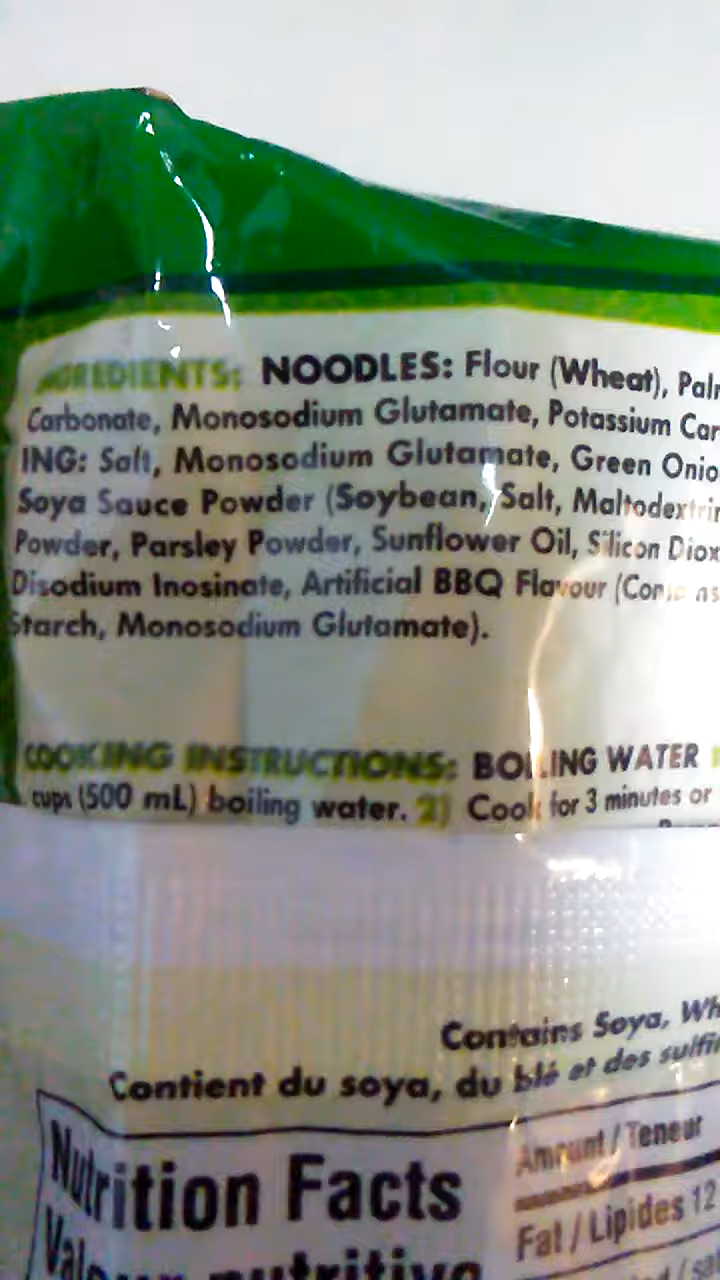 INGREDIENTS: NOODLES: Flour (Wheat), Palm
Carbonate, Monosodium Glutamate, Potassium Car
ING: Salt, Monosodium Glutamate, Green Onio
Soya Sauce Powder (Soybean, Salt, Maltodextrin
Powder, Parsley Powder, Sunflower Oil, Silicon Diox
Disodium Inosinate, Artificial BBQ Flavour (Contains
Starch, Monosodium Glutamate).
COOKING INSTRUCTIONS: BOILING WATER
cups (500 mL) boiling water. 2) Cook for 3 minutes or
Contains Soya, Wh
Contient du soya, du blé et des sulfi
Nutrition Facts
Valeur nutritive
Amount / Teneur
Fat / Lipides 12